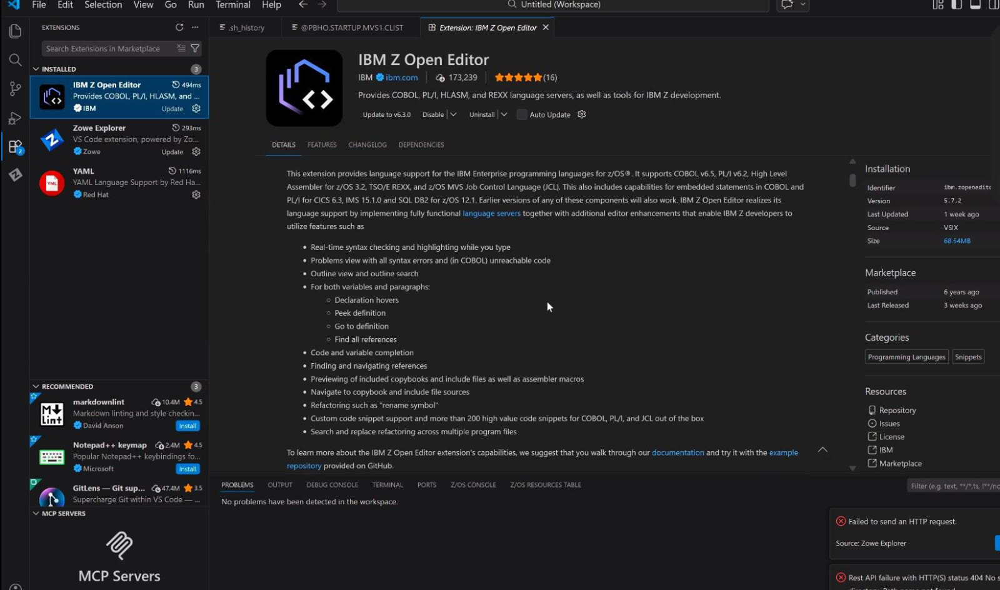 File Edit Selection View Go Run Terminal Help
Untitled (Workspace)
EXTENSIONS
Search Extensions in Marketplace
INSTALLED 3
IBM Z Open Editor 494ms
Provides COBOL, PL/I, HLASM, and ...
IBM Update
Zowe Explorer 293ms
VS Code extension, powered by Zo...
Zowe Update
YAML 1116ms
YAML Language Support by Red Ha...
Red Hat
2
RECOMMENDED 3
markdownlint 10.4M 4.5
Markdown linting and style checkin...
David Anson Install
Notepad++ keymap 2.4M 4.5
Popular Notepad++ keybindings fo...
Microsoft Install
GitLens — Git sup... 47.4M 3.5
Supercharge Git within VS Code — ...
MCP SERVERS
MCP Servers
.sh_history
@PBHO.STARTUP.MVS1.CLIST
Extension: IBM Z Open Editor
IBM Z Open Editor
IBM ibm.com 173,239 (16)
Provides COBOL, PL/I, HLASM, and REXX language servers, as well as tools for IBM Z development.
Update to v6.3.0 Disable Uninstall Auto Update
DETAILS FEATURES CHANGELOG DEPENDENCIES
This extension provides language support for the IBM Enterprise programming languages for z/OS®. It supports COBOL v6.5, PL/I v6.2, High Level
Assembler for z/OS 3.2, TSO/E REXX, and z/OS MVS Job Control Language (JCL). This also includes capabilities for embedded statements in COBOL and
PL/I for CICS 6.3, IMS 15.1.0 and SQL DB2 for z/OS 12.1. Earlier versions of any of these components will also work. IBM Z Open Editor realizes its
language support by implementing fully functional language servers together with additional editor enhancements that enable IBM Z developers to
utilize features such as
• Real-time syntax checking and highlighting while you type
• Problems view with all syntax errors and (in COBOL) unreachable code
• Outline view and outline search
• For both variables and paragraphs:
○ Declaration hovers
○ Peek definition
○ Go to definition
○ Find all references
• Code and variable completion
• Finding and navigating references
• Previewing of included copybooks and include files as well as assembler macros
• Navigate to copybook and include file sources
• Refactoring such as "rename symbol"
• Custom code snippet support and more than 200 high value code snippets for COBOL, PL/I, and JCL out of the box
• Search and replace refactoring across multiple program files
To learn more about the IBM Z Open Editor extension's capabilities, we suggest that you walk through our documentation and try it with the example
repository provided on GitHub.
Installation
Identifier ibm.zopenedito
Version 5.7.2
Last Updated 1 week ago
Source VSIX
Size 68.54MB
Marketplace
Published 6 years ago
Last Released 3 weeks ago
Categories
Programming Languages Snippets
Resources
Repository
Issues
License
IBM
Marketplace
PROBLEMS OUTPUT DEBUG CONSOLE TERMINAL PORTS Z/OS CONSOLE Z/OS RESOURCES TABLE
Filter (e.g. text, **/*.ts, !**/no
No problems have been detected in the workspace.
Failed to send an HTTP request.
Source: Zowe Explorer
Rest API failure with HTTP(S) status 404 No s